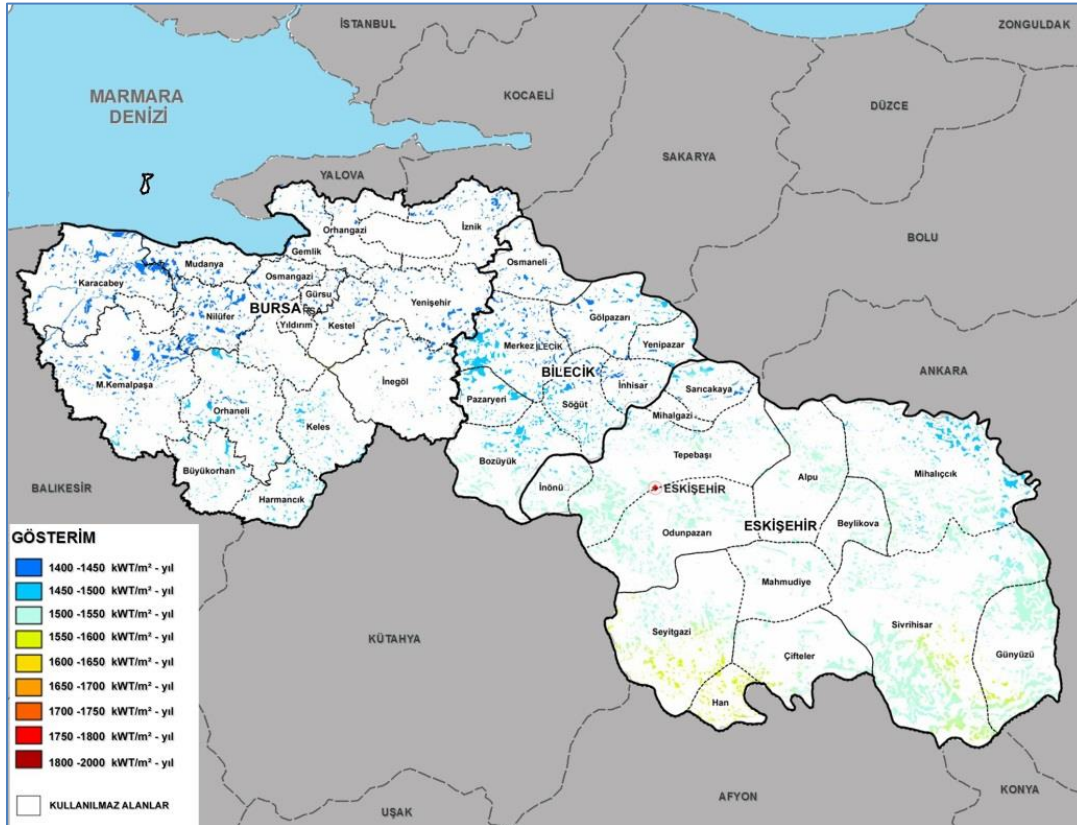 ZONGULDAK
İSTANBUL
MARMARA
DENİZİ
KOCAELİ
DÜZCE
SAKARYA
YALOVA
BOLU
İznik
Orhangazi
Gemlik
Osmaneli
Mudanya
Karacabey
Osmangazi
Gürsu
BURSA
Yenişehir
Nilüfer
Yıldırım
Kestel
Gölpazarı
Merkez
İLECİK
Yenipazar
M.Kemalpaşa
İnegöl
BİLECİK
İnhisar
Sarıcakaya
ANKARA
Pazaryeri
Söğüt
Mihalgazi
Orhaneli
Keles
Tepebaşı
Bozüyük
Büyükorhan
Mihalıççık
Alpu
BALIKESİR
Harmancık
İnönü
ESKİŞEHİR
ESKİŞEHİR
Beylikova
Odunpazarı
Mahmudiye
Seyitgazi
Sivrihisar
Günyüzü
Çifteler
Han
KÜTAHYA
UŞAK
AFYON
KONYA
GÖSTERİM
1400 -1450 kWT/m² - yıl
1450 -1500 kWT/m² - yıl
1500 -1550 kWT/m² - yıl
1550 -1600 kWT/m² - yıl
1600 -1650 kWT/m² - yıl
1650 -1700 kWT/m² - yıl
1700 -1750 kWT/m² - yıl
1750 -1800 kWT/m² - yıl
1800 -2000 kWT/m² - yıl
KULLANILMAZ ALANLAR